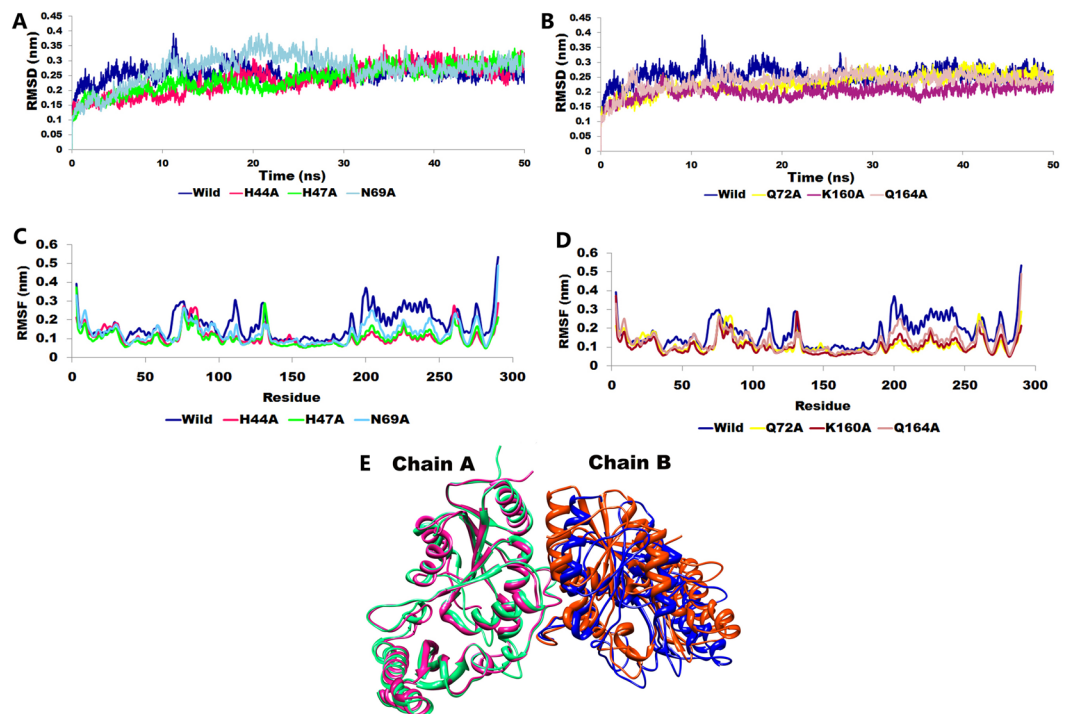 A
RMSD (nm)
0.45
0.4
0.35
0.3
0.25
0.2
0.15
0.1
0.05
0
0 10 20 30 40 50
Time (ns)
Wild H44A H47A N69A
B
RMSD (nm)
0.45
0.4
0.35
0.3
0.25
0.2
0.15
0.1
0.05
0
0 10 20 30 40 50
Time (ns)
Wild Q72A K160A Q164A
C
RMSF (nm)
0.6
0.5
0.4
0.3
0.2
0.1
0
0 50 100 150 200 250 300
Residue
Wild H44A H47A N69A
D
RMSF (nm)
0.6
0.5
0.4
0.3
0.2
0.1
0
0 50 100 150 200 250 300
Residue
Wild Q72A K160A Q164A
E Chain A Chain B